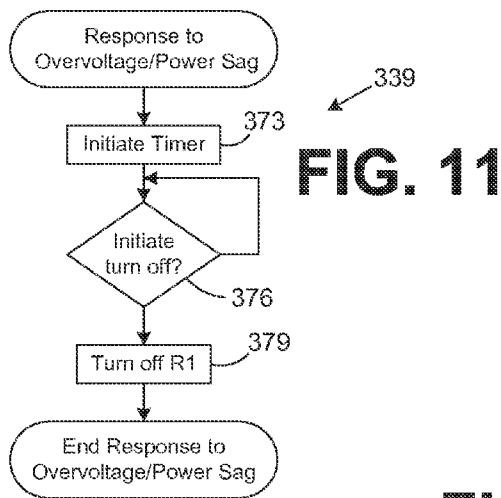 Response to
Overvoltage/Power Sag
339
373
Initiate Timer
FIG. 11
Initiate
turn off?
376
379
Turn off R1
End Response to
Overvoltage/Power Sag